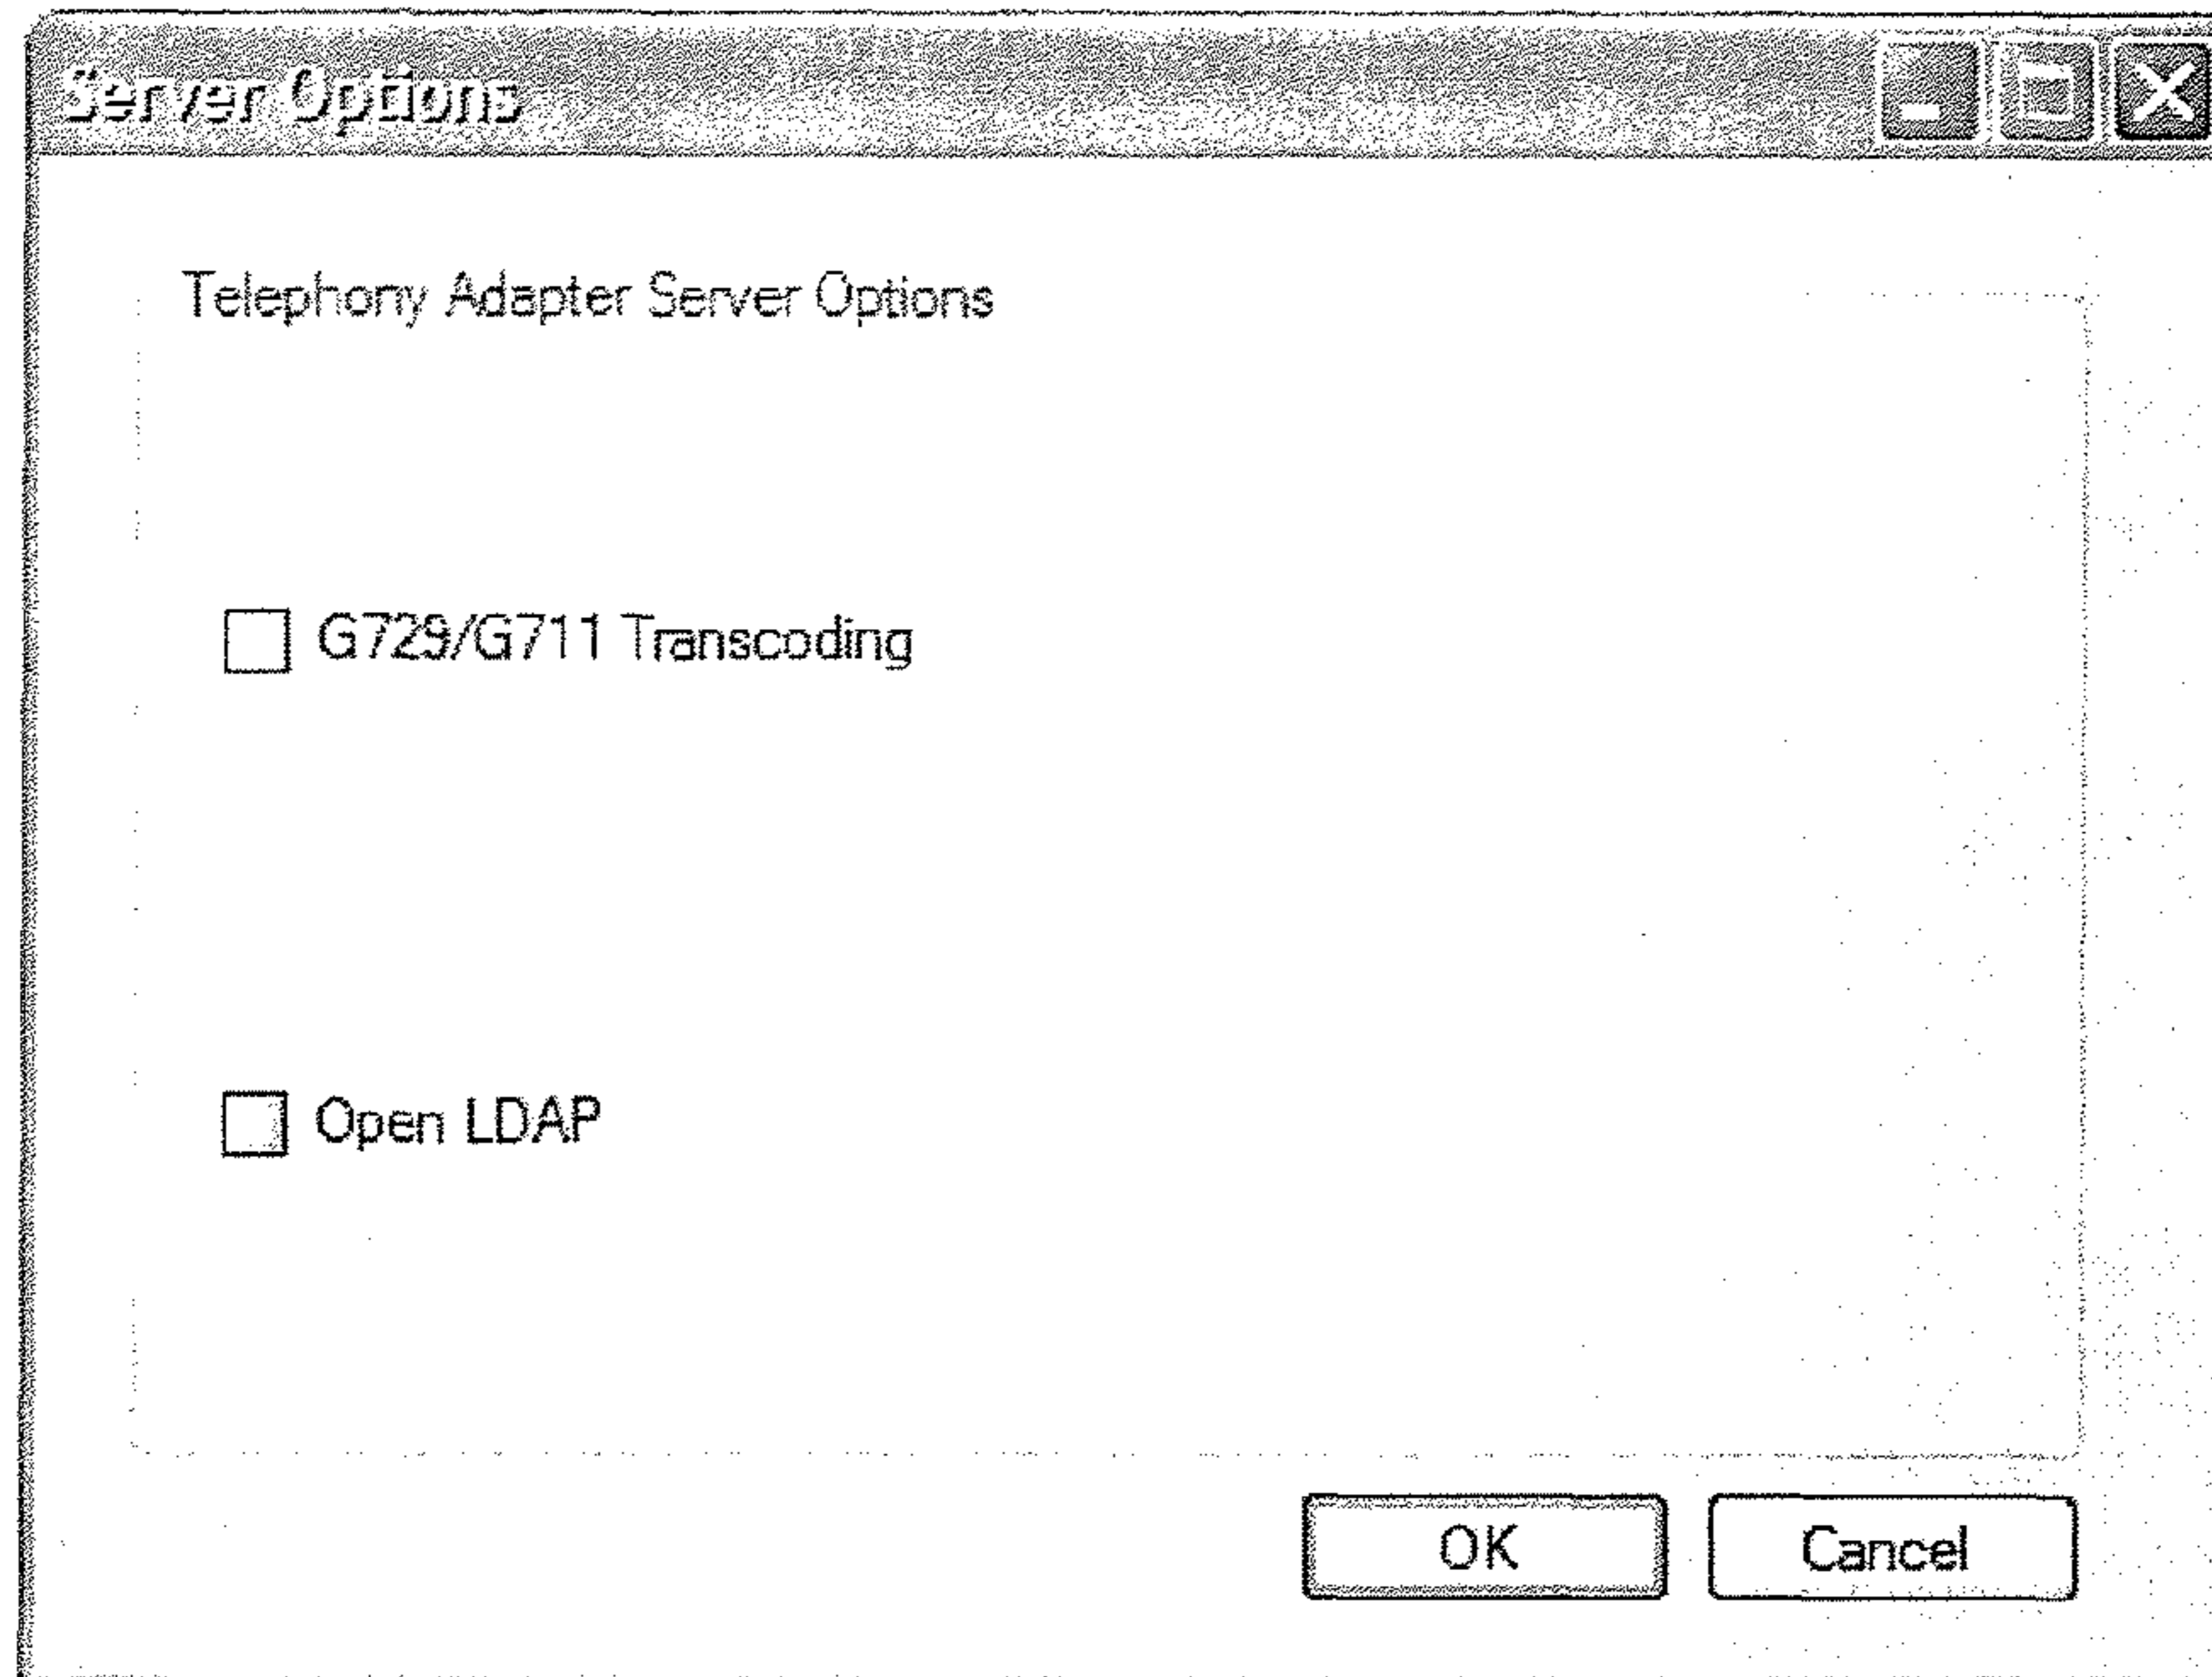 Server Options
Telephony Adapter Server Options
G729/G711 Transcoding
Open LDAP
OK Cancel